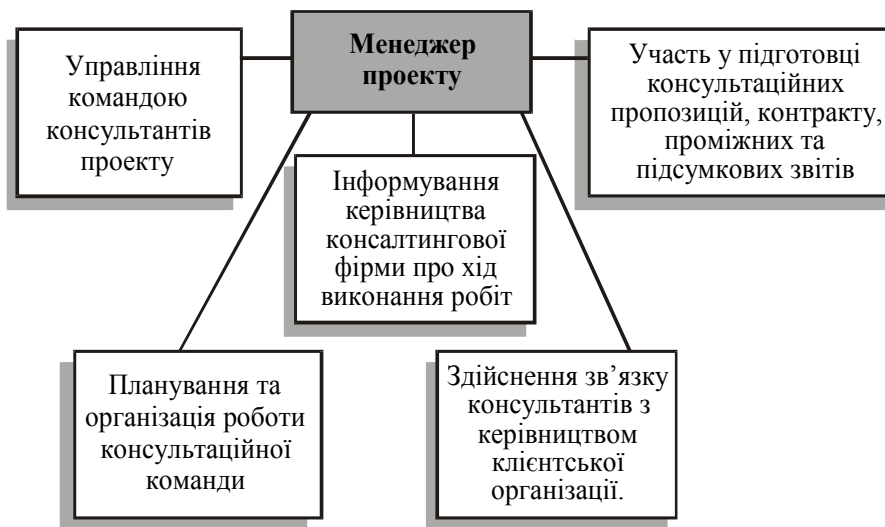 Управління
командою
консультантів
проекту
Менеджер
проекту
Участь у підготовці
консультаційних
пропозицій, контракту,
проміжних та
підсумкових звітів
Інформування
керівництва
консалтингової
фірми про хід
виконання робіт
Планування та
організація роботи
консультаційної
команди
Здійснення зв’язку
консультантів з
керівництвом
клієнтської
організації.